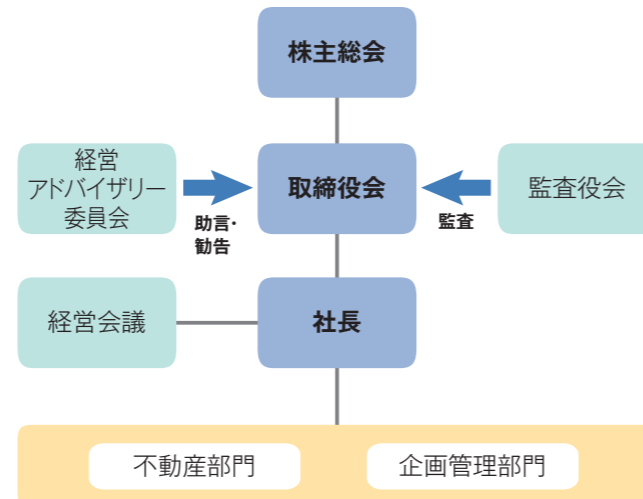 株主総会
経営
アドバイザリー
委員会
助言・
勧告
取締役会
監査
監査役会
経営会議
社長
不動産部門
企画管理部門